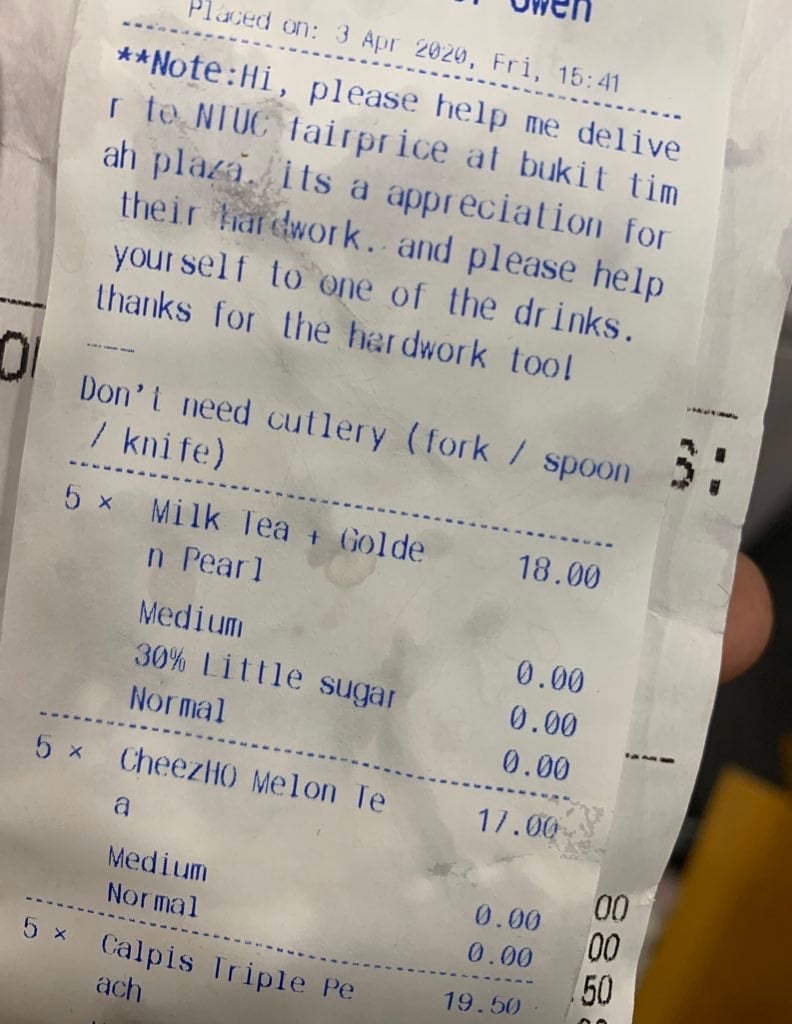 Owen
Placed on: 3 Apr 2020, Fri, 15:41
**Note:Hi, please help me delive
r to NTUC fairprice at bukit tim
ah plaza. its a appreciation for
their hardwork. and please help
yourself to one of the drinks.
thanks for the hardwork too!
Don't need cutlery (fork / spoon
/ knife)
5 × Milk Tea + Golde 18.00
n Pearl
Medium 0.00
30% Little sugar 0.00
Normal 0.00
5 × CheezHO Melon Te 17.00
a
Medium 0.00
Normal 0.00
5 × Calpis Triple Pe 19.50
ach
S:
00
00
50